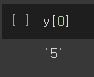 [ ] y[0]
'5'